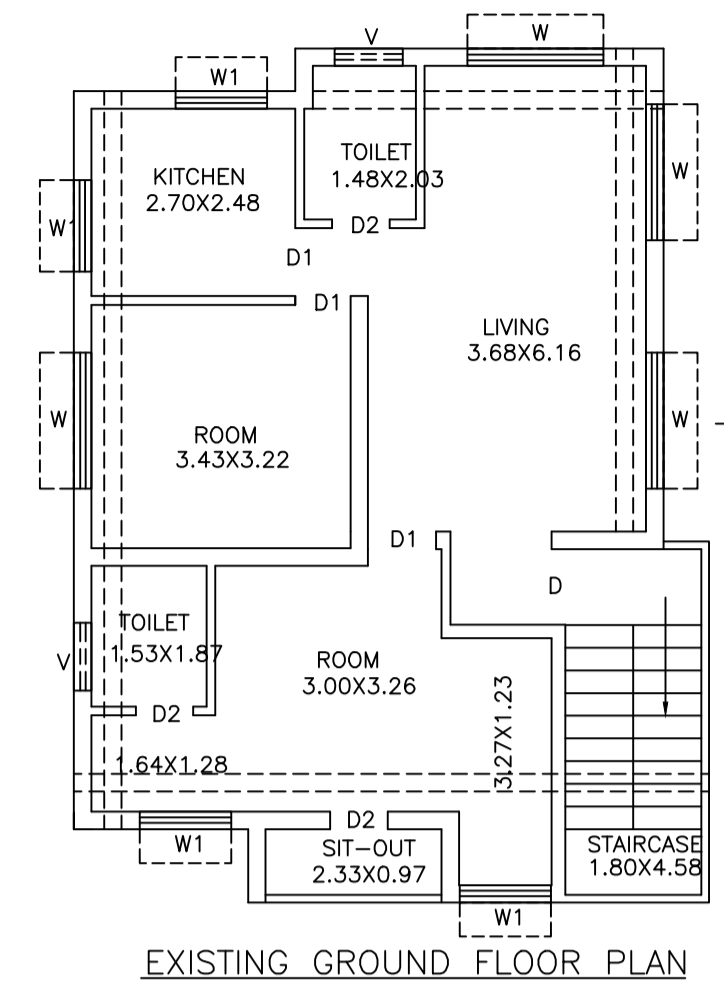 V
W
W1
TOILET
1.48X2.03
KITCHEN
2.70X2.48
W
W1
D2
D1
D1
LIVING
3.68X6.16
W
W
ROOM
3.43X3.22
D1
D
TOILET
1.53X1.87
V
ROOM
3.00X3.26
3.27X1.23
D2
1.64X1.28
D2
W1
SIT-OUT
2.33X0.97
STAIRCASE
1.80X4.58
W1
EXISTING GROUND FLOOR PLAN